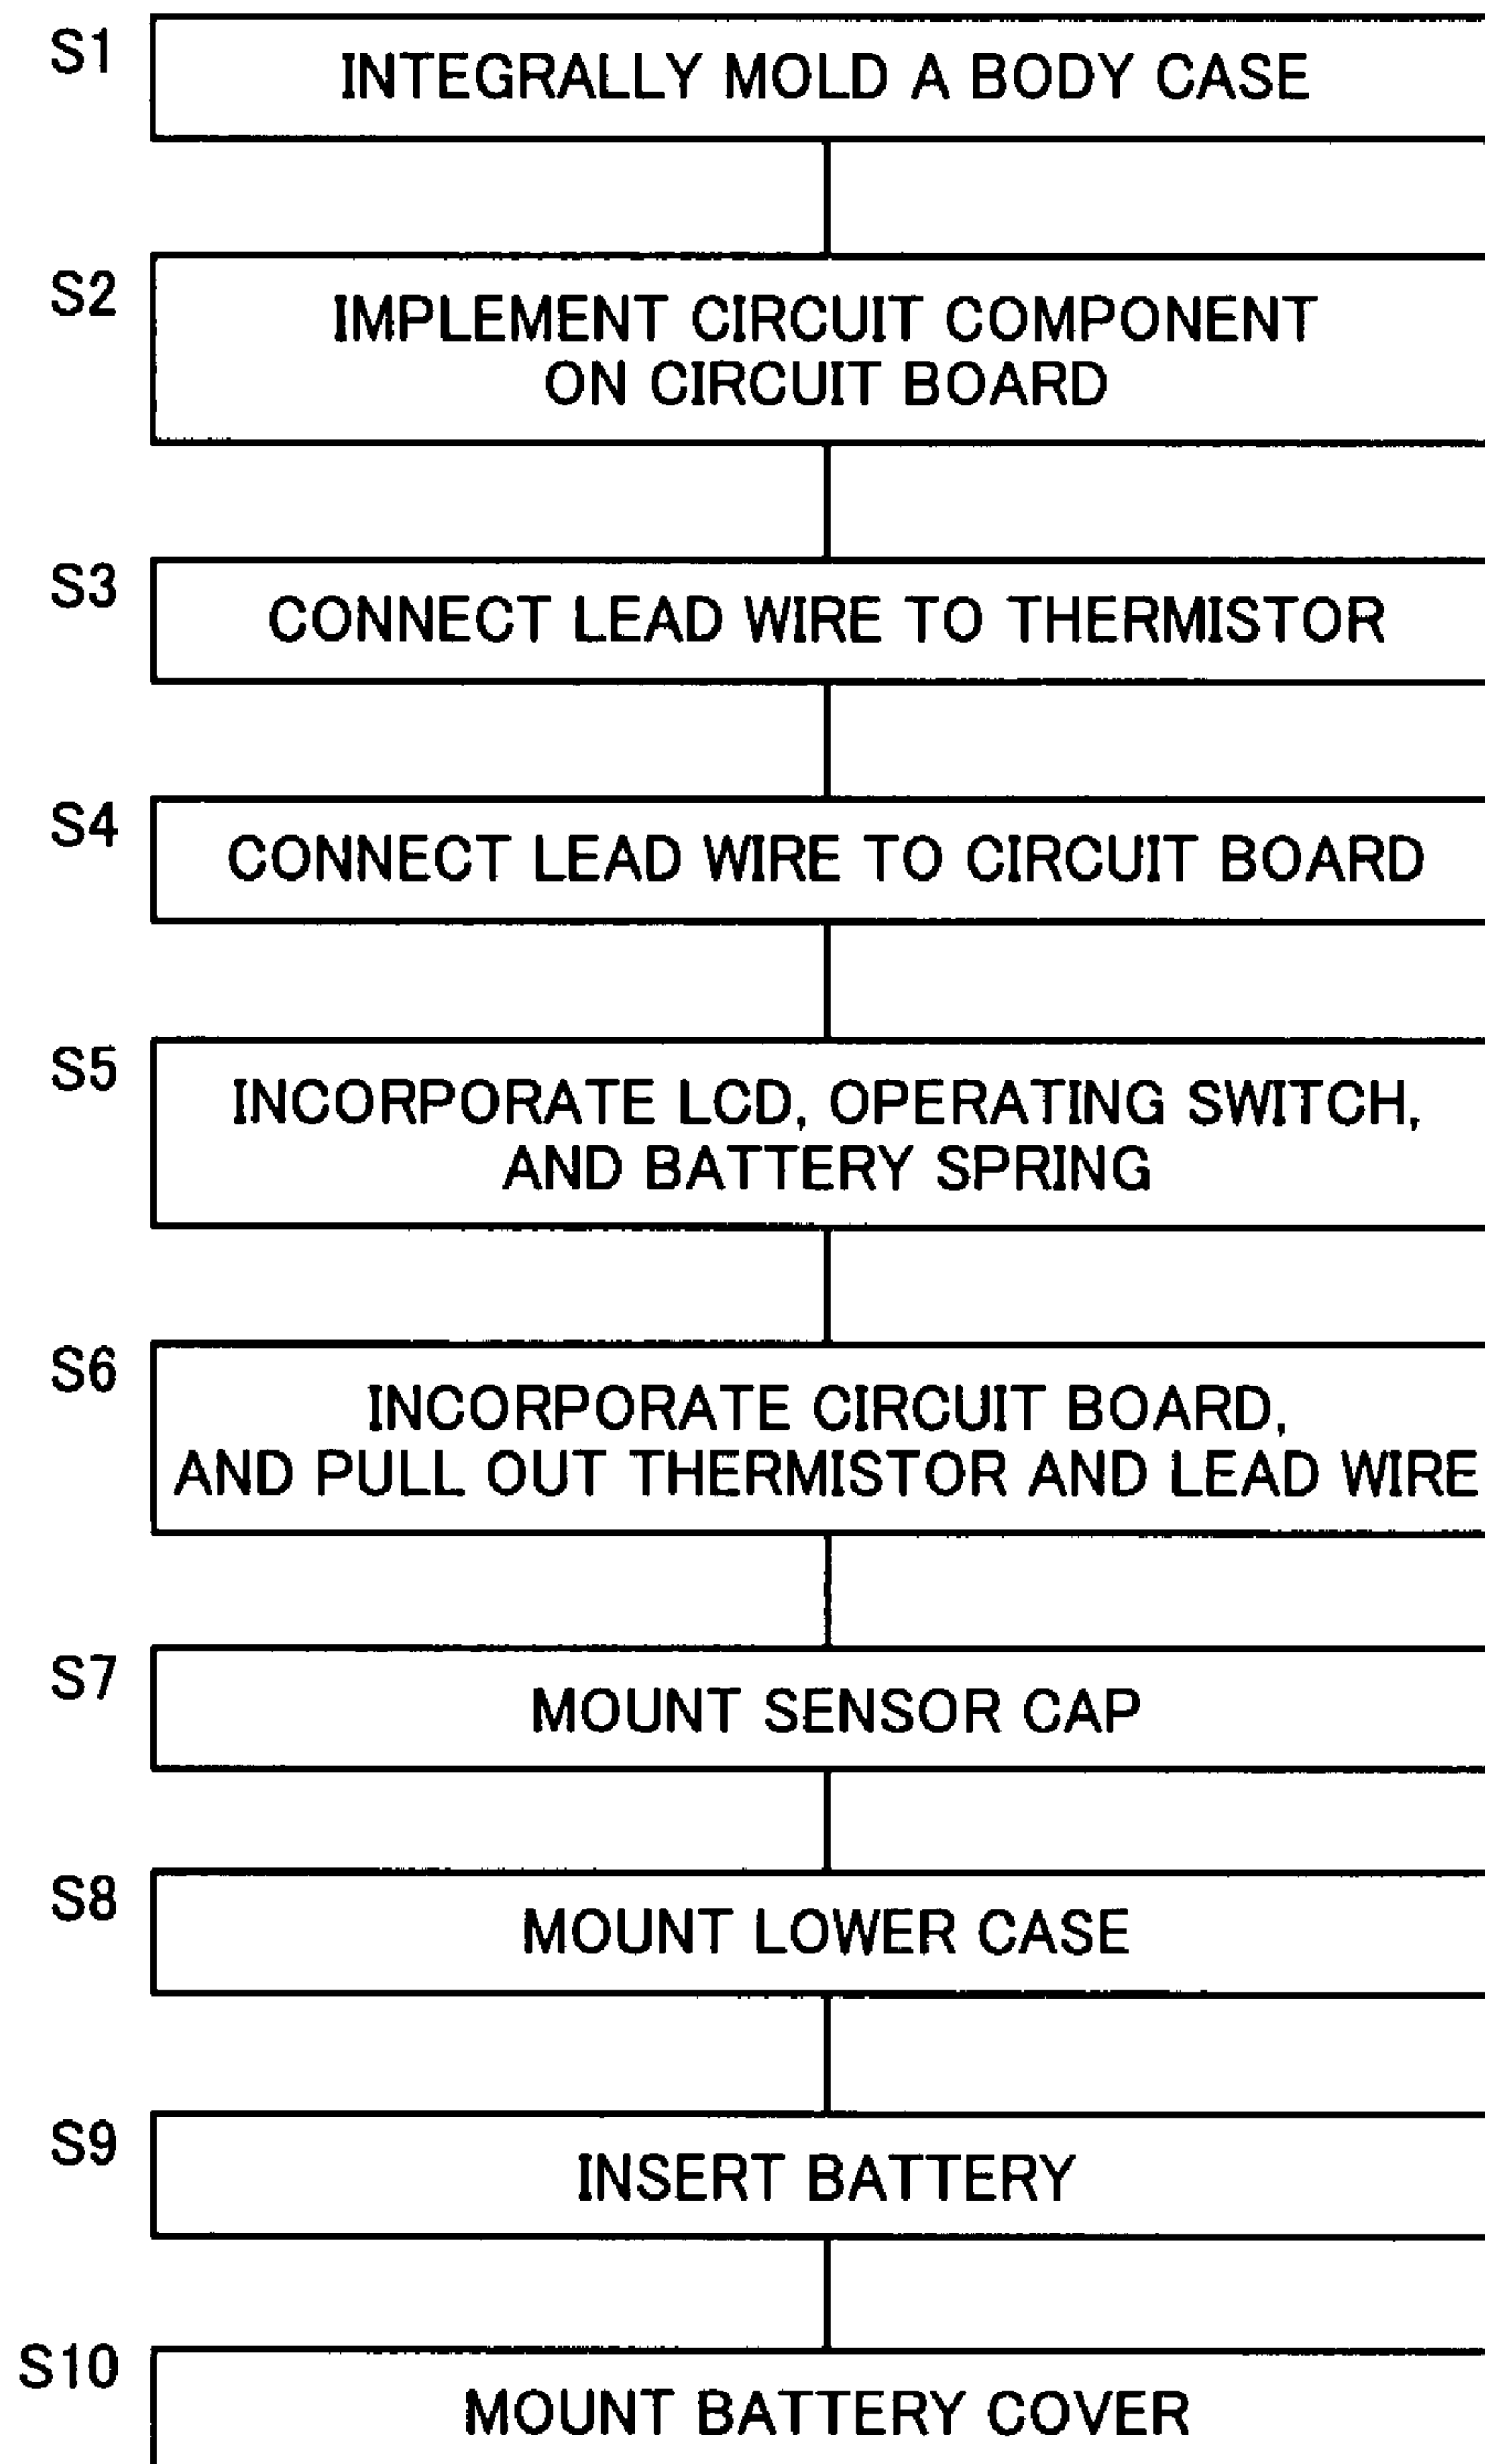 S1
INTEGRALLY MOLD A BODY CASE
S2
IMPLEMENT CIRCUIT COMPONENT
ON CIRCUIT BOARD
S3
CONNECT LEAD WIRE TO THERMISTOR
S4
CONNECT LEAD WIRE TO CIRCUIT BOARD
S5
INCORPORATE LCD, OPERATING SWITCH,
AND BATTERY SPRING
S6
INCORPORATE CIRCUIT BOARD,
AND PULL OUT THERMISTOR AND LEAD WIRE
S7
MOUNT SENSOR CAP
S8
MOUNT LOWER CASE
S9
INSERT BATTERY
S10
MOUNT BATTERY COVER